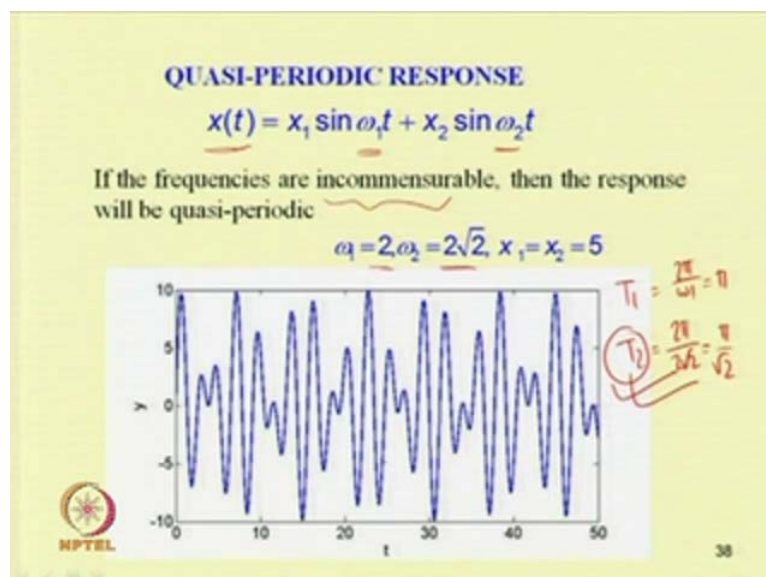 QUASI-PERIODIC RESPONSE
x(t) = x₁ sin ω₁t + x₂ sin ω₂t
If the frequencies are incommensurable, then the response
will be quasi-periodic
ω₁ = 2, ω₂ = 2√2, x₁ = x₂ = 5
T₁ = 2π/ω1 = π
T₂ = 2π/2√2 = π/√2
10
5
0
-5
-10
y
0 10 20 30 40 50
t
NPTEL
38